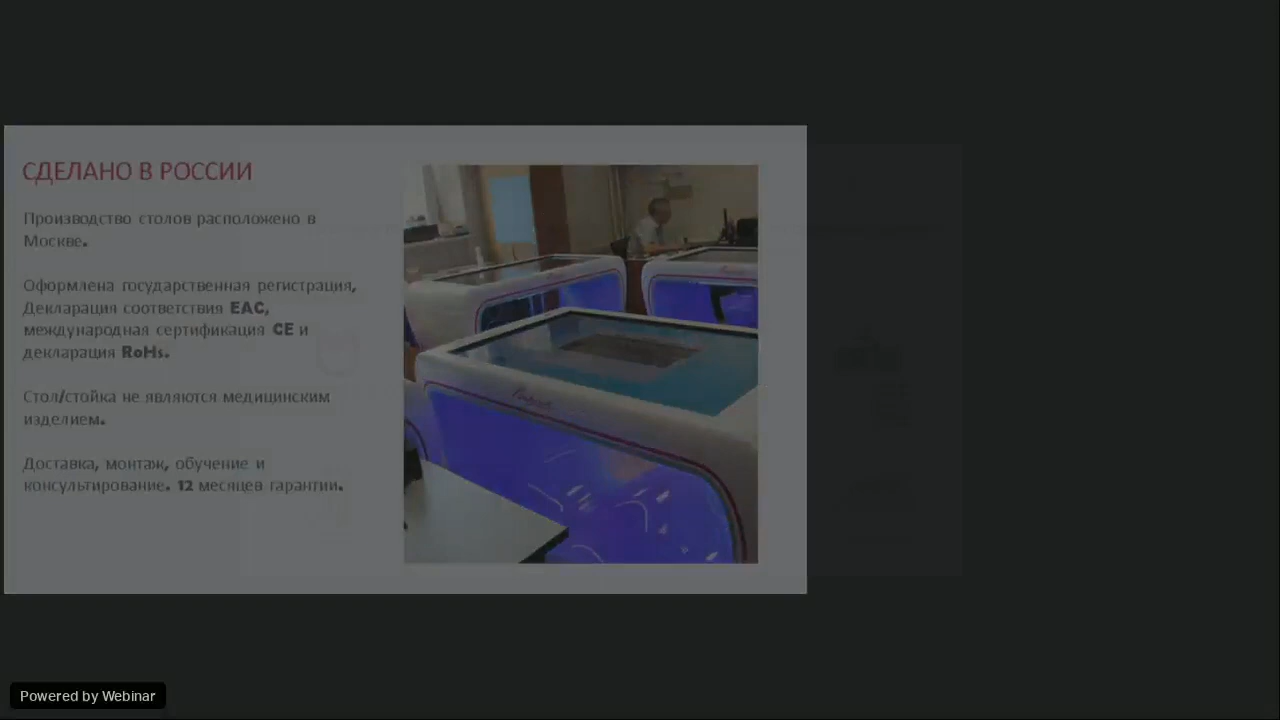 СДЕЛАНО В РОССИИ
Производство столов расположено в
Москве.
Оформлена государственная регистрация,
Декларация соответствия EAC,
международная сертификация CE и
декларация RoHs.
Стол/стойка не являются медицинским
изделием.
Доставка, монтаж, обучение и
консультирование. 12 месяцев гарантии.
Powered by Webinar